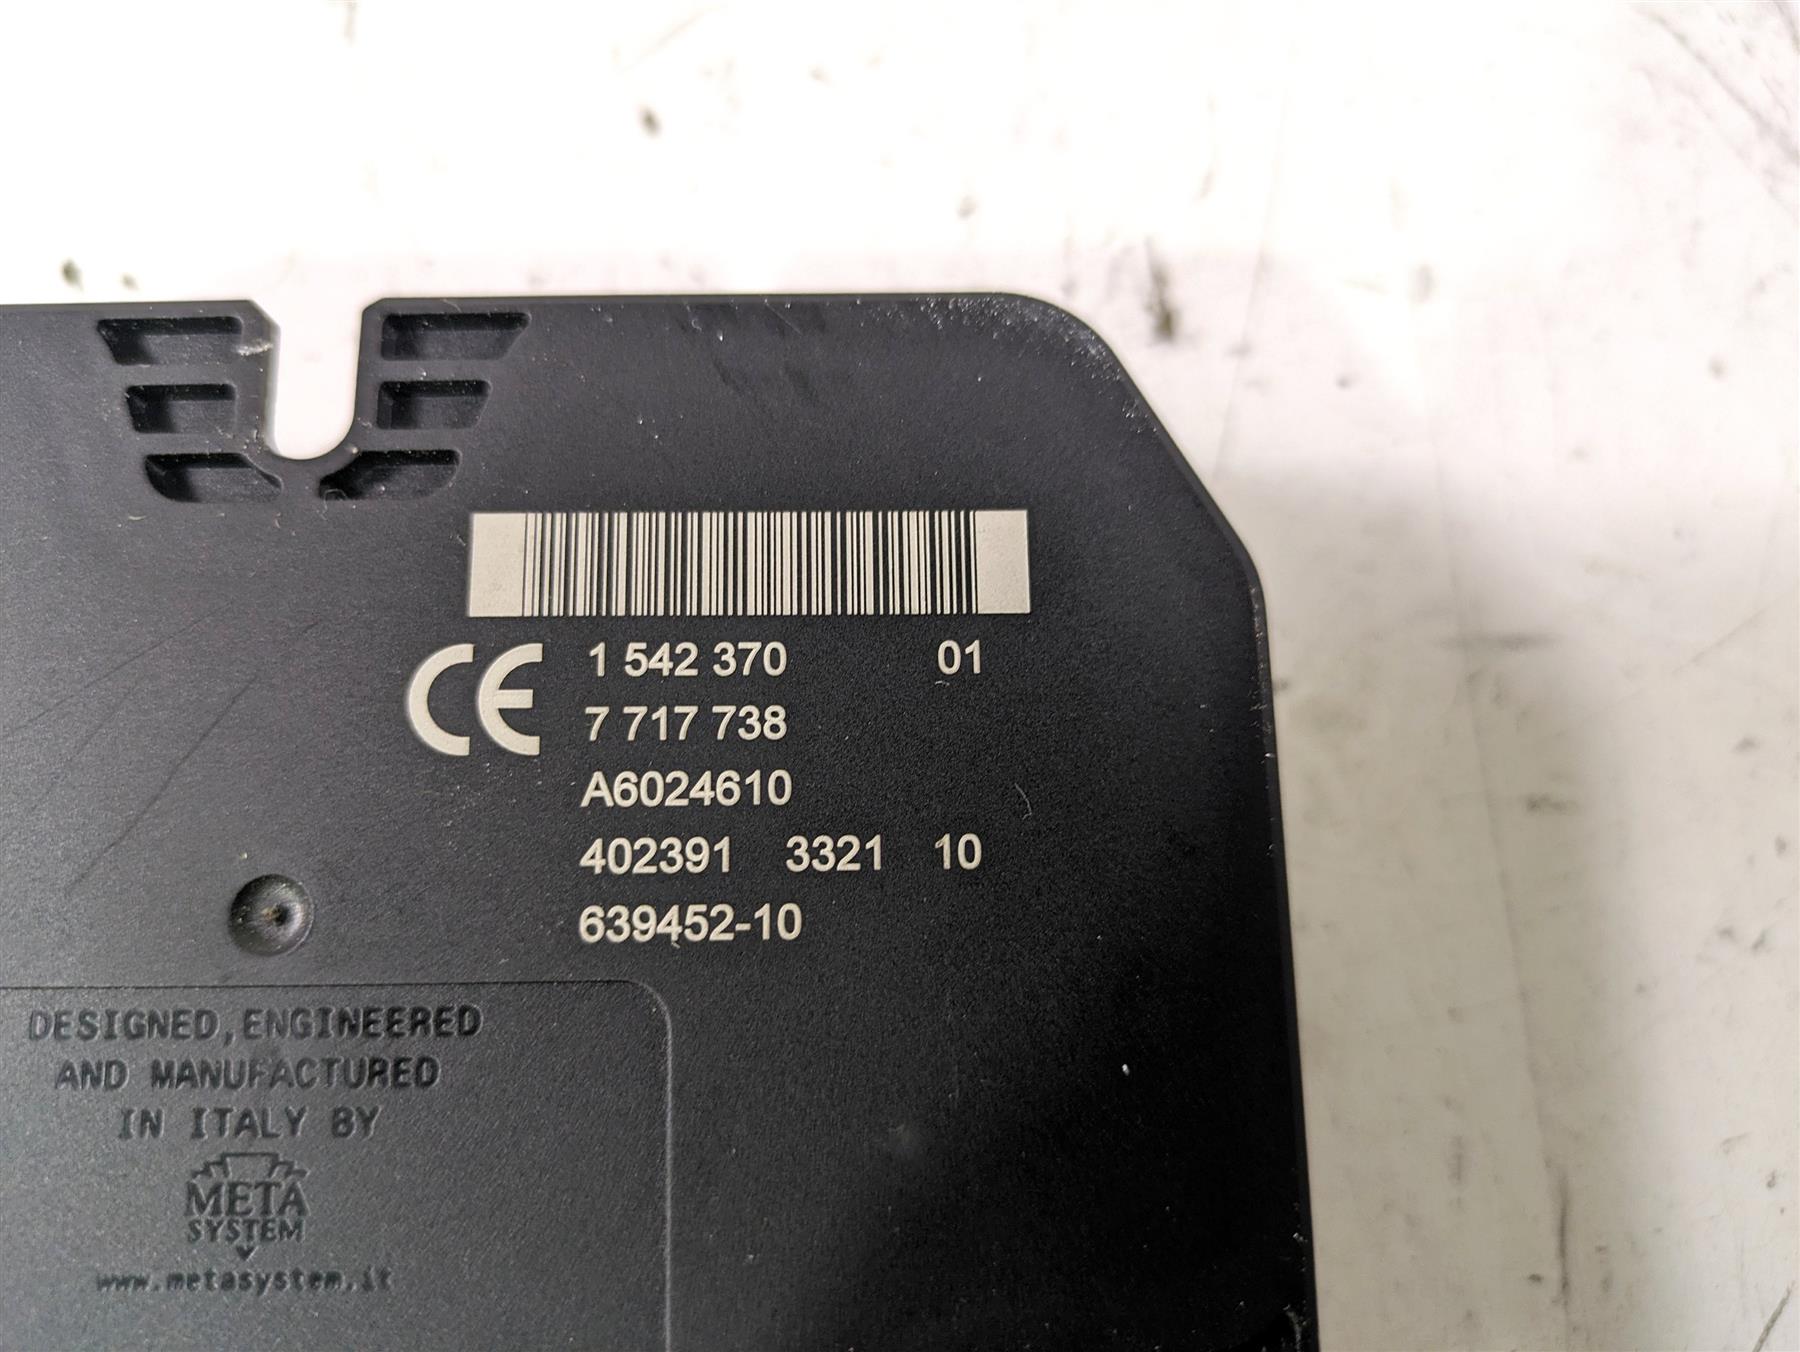 CE 1 542 370 01
7 717 738
A6024610
402391 3321 10
639452-10
DESIGNED, ENGINEERED
AND MANUFACTURED
IN ITALY BY
META
SYSTEM
www.metasystem.it